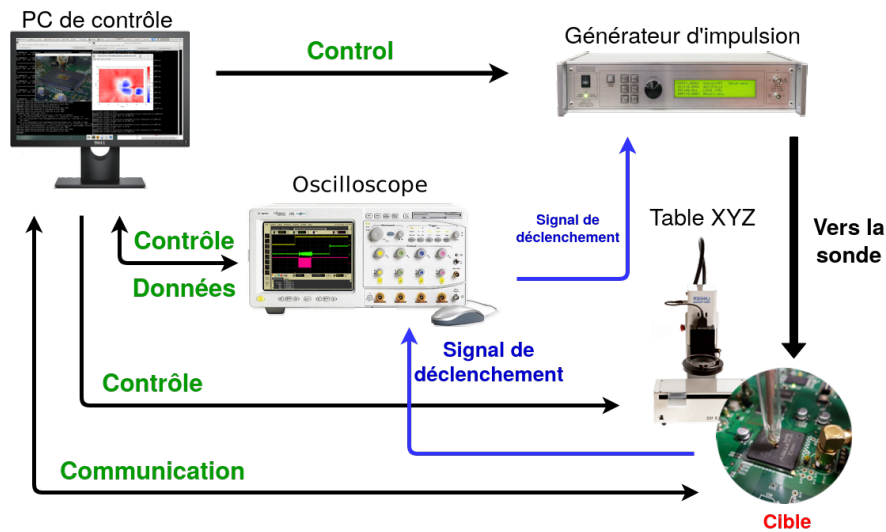 PC de contrôle
Control
Générateur d'impulsion
Oscilloscope
Signal de
déclenchement
Table XYZ
Vers la
sonde
Contrôle
Données
Signal de
déclenchement
Contrôle
Communication
Cible